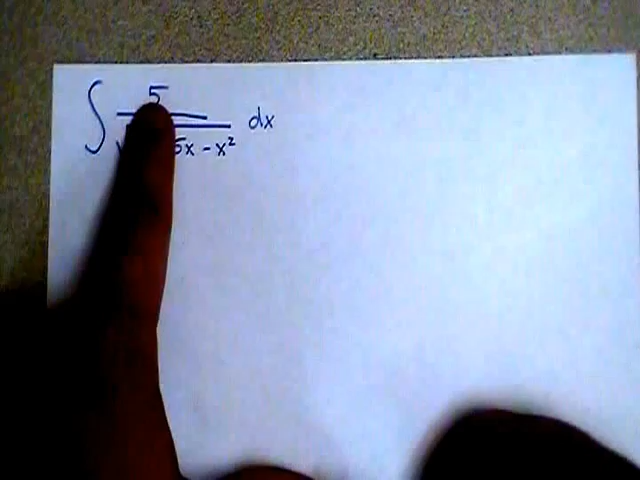 ∫ 5 dx
√ 5x - x²